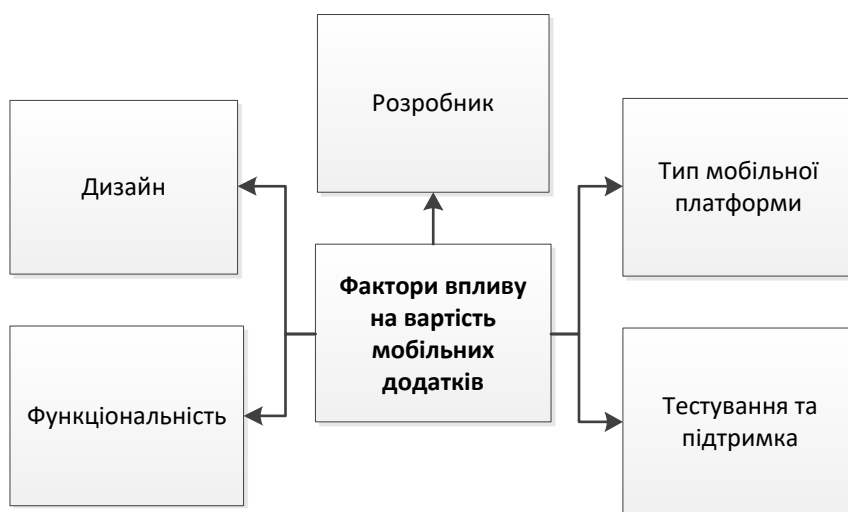 Розробник
Дизайн
Тип мобільної
платформи
Фактори впливу
на вартість
мобільних
додатків
Функціональність
Тестування та
підтримка